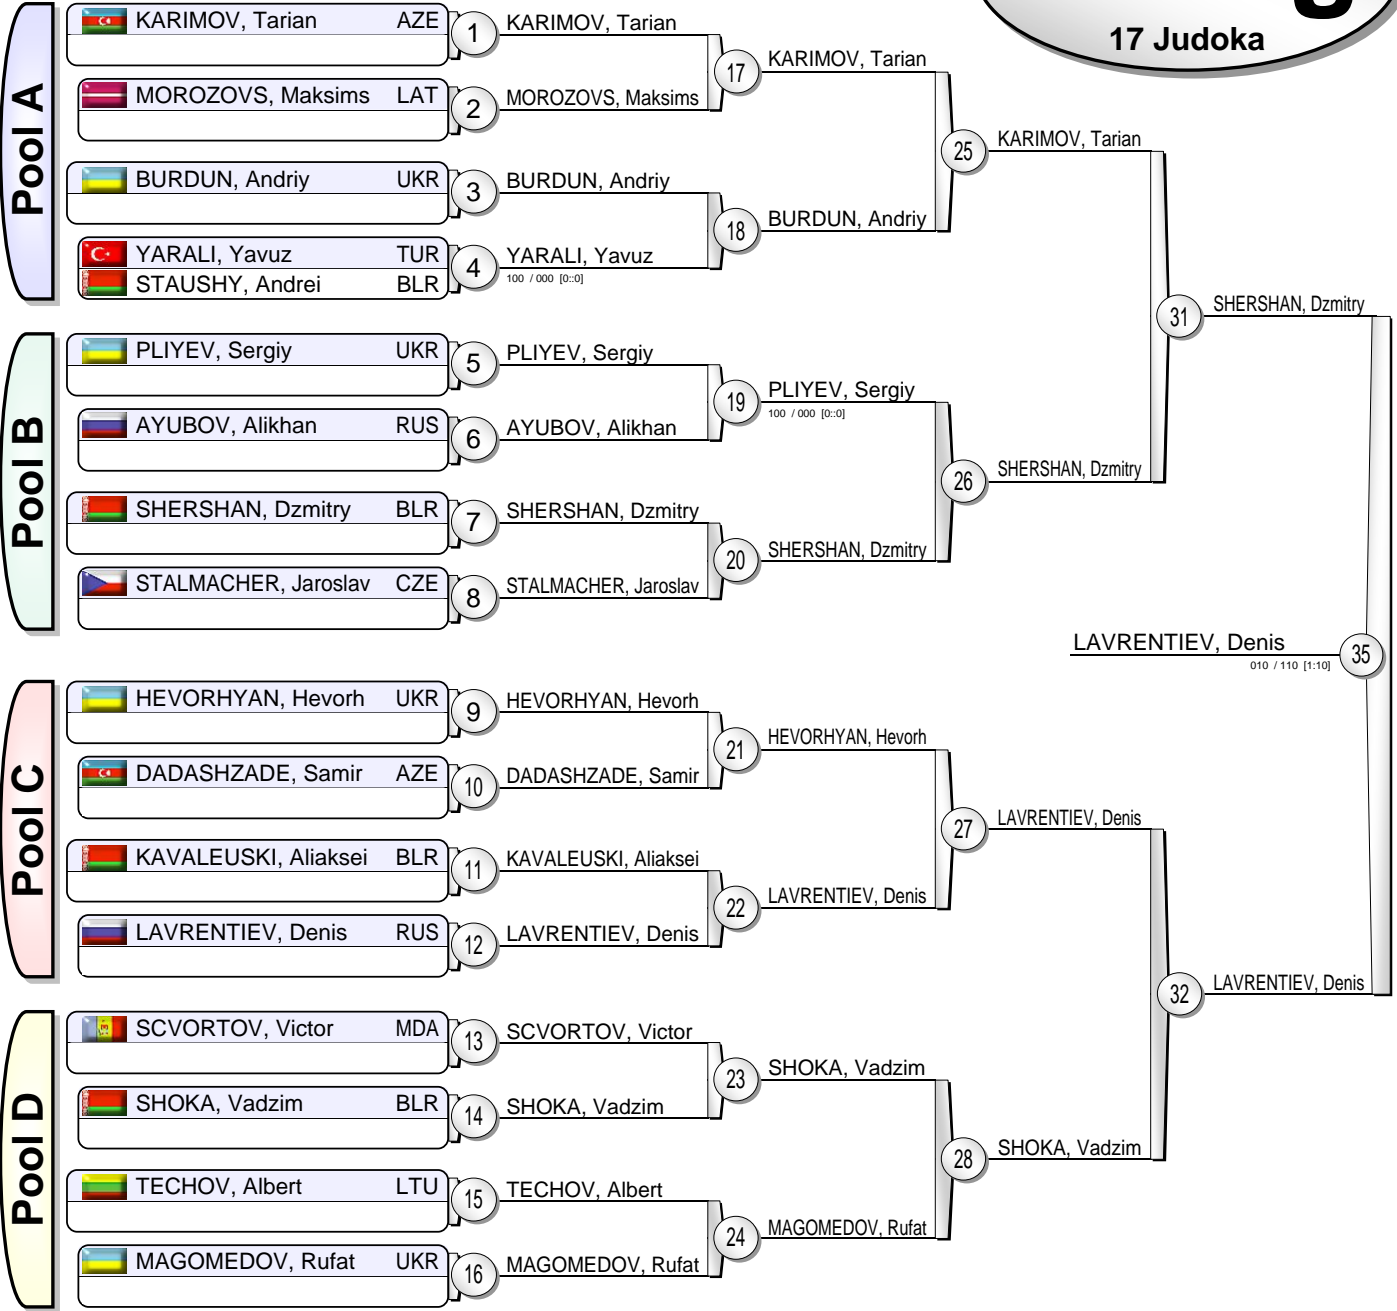 17 Judoka
Pool A
KARIMOV, Tarian AZE
1
MOROZOVS, Maksims LAT
2
BURDUN, Andriy UKR
3
YARALI, Yavuz TUR
STAUSHY, Andrei BLR
4
Pool B
PLIYEV, Sergiy UKR
5
AYUBOV, Alikhan RUS
6
SHERSHAN, Dzmitry BLR
7
STALMACHER, Jaroslav CZE
8
Pool C
HEVORHYAN, Hevorh UKR
9
DADASHZADE, Samir AZE
10
KAVALEUSKI, Aliaksei BLR
11
LAVRENTIEV, Denis RUS
12
Pool D
SCVORTOV, Victor MDA
13
SHOKA, Vadzim BLR
14
TECHOV, Albert LTU
15
MAGOMEDOV, Rufat UKR
16
KARIMOV, Tarian
17
MOROZOVS, Maksims
BURDUN, Andriy
18
YARALI, Yavuz
100 / 000 [0::0]
PLIYEV, Sergiy
19
AYUBOV, Alikhan
SHERSHAN, Dzmitry
20
STALMACHER, Jaroslav
HEVORHYAN, Hevorh
21
DADASHZADE, Samir
KAVALEUSKI, Aliaksei
22
LAVRENTIEV, Denis
SCVORTOV, Victor
23
SHOKA, Vadzim
TECHOV, Albert
24
MAGOMEDOV, Rufat
KARIMOV, Tarian
25
BURDUN, Andriy
PLIYEV, Sergiy
100 / 000 [0::0]
26
SHERSHAN, Dzmitry
HEVORHYAN, Hevorh
27
LAVRENTIEV, Denis
SHOKA, Vadzim
28
MAGOMEDOV, Rufat
KARIMOV, Tarian
31
SHERSHAN, Dzmitry
LAVRENTIEV, Denis
32
SHOKA, Vadzim
SHERSHAN, Dzmitry
LAVRENTIEV, Denis
35
010 / 110 [1:10]
LAVRENTIEV, Denis